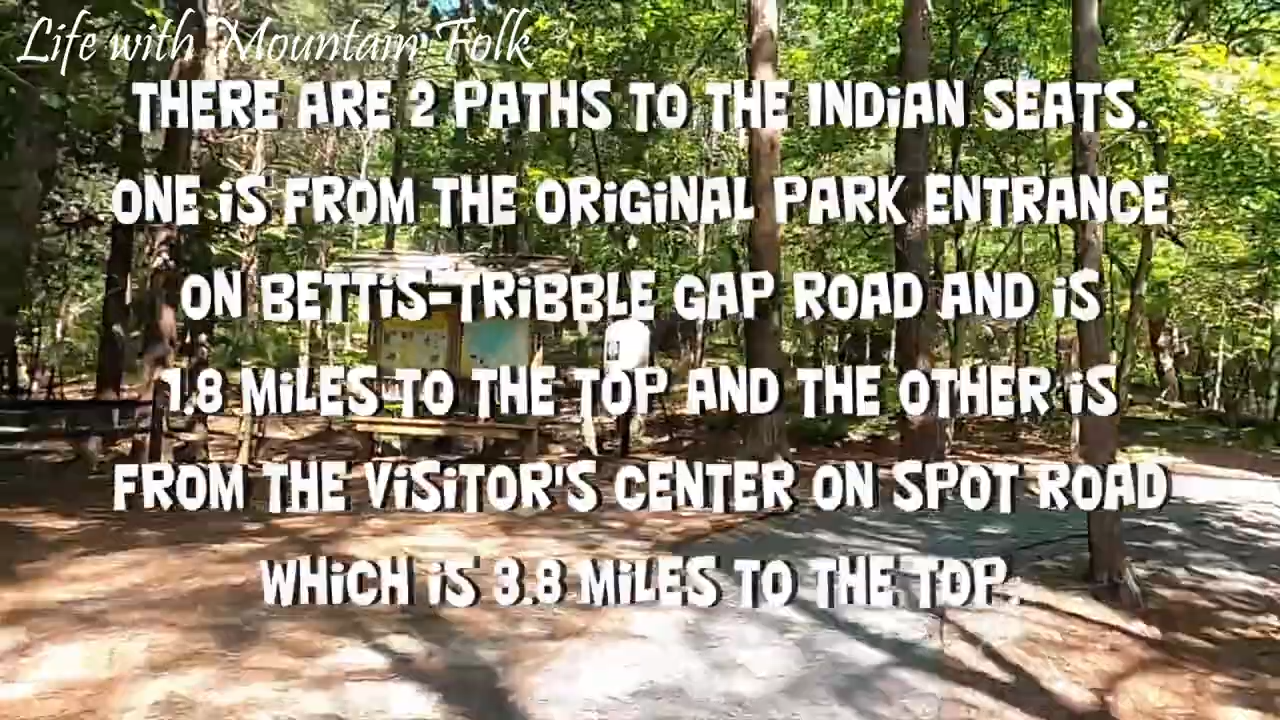 Life with Mountain Folk
THERE ARE 2 PATHS TO THE INDIAN SEATS.
ONE IS FROM THE ORIGINAL PARK ENTRANCE
ON BETTIS-TRIBBLE GAP ROAD AND IS
1.8 MILES TO THE TOP AND THE OTHER IS
FROM THE VISITOR'S CENTER ON SPOT ROAD
WHICH IS 3.8 MILES TO THE TOP.